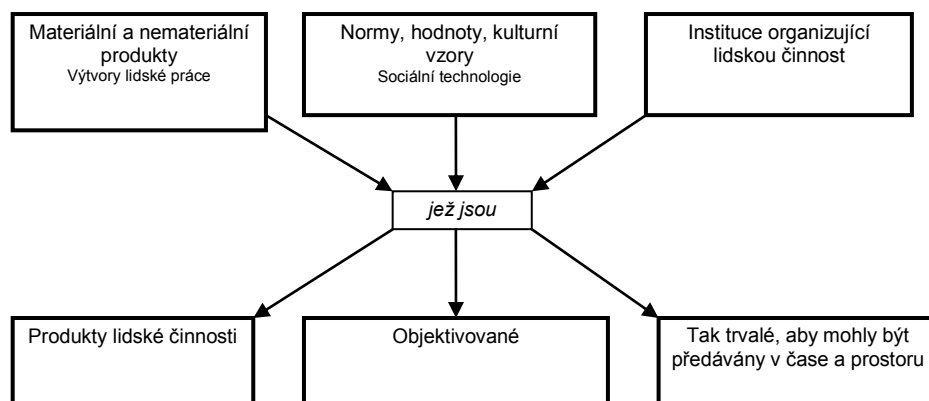 Materiální a nemateriální
produkty
Výtvory lidské práce
Normy, hodnoty, kulturní
vzory
Sociální technologie
Instituce organizující
lidskou činnost
jež jsou
Produkty lidské činnosti
Objektivované
Tak trvalé, aby mohly být
předávány v čase a prostoru